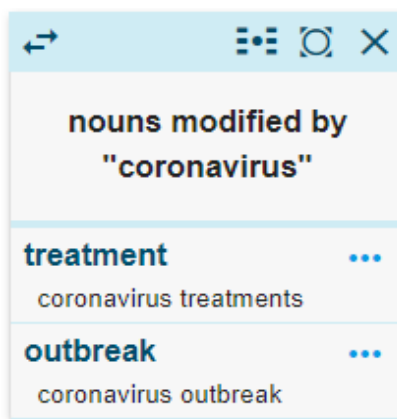 nouns modified by
"coronavirus"
treatment
coronavirus treatments
outbreak
coronavirus outbreak